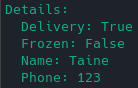 Details:
  Delivery: True
  Frozen: False
  Name: Taine
  Phone: 123